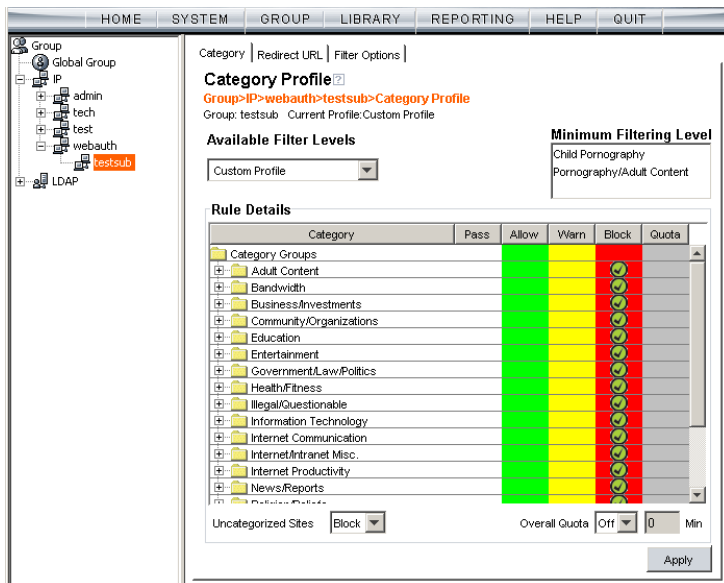 HOME SYSTEM GROUP LIBRARY REPORTING HELP QUIT
Group
Global Group
IP
admin
tech
test
webauth
testsub
LDAP
Category Redirect URL Filter Options
Category Profile ?
Group>IP>webauth>testsub>Category Profile
Group: testsub Current Profile:Custom Profile
Available Filter Levels
Custom Profile
Minimum Filtering Level
Child Pornography
Pornography/Adult Content
Rule Details
Category Pass Allow Warn Block Quota
Category Groups
Adult Content
Bandwidth
Business/Investments
Community/Organizations
Education
Entertainment
Government/Law/Politics
Health/Fitness
Illegal/Questionable
Information Technology
Internet Communication
Internet/Intranet Misc.
Internet Productivity
News/Reports
Religion/Beliefs
Uncategorized Sites Block Overall Quota Off 0 Min
Apply